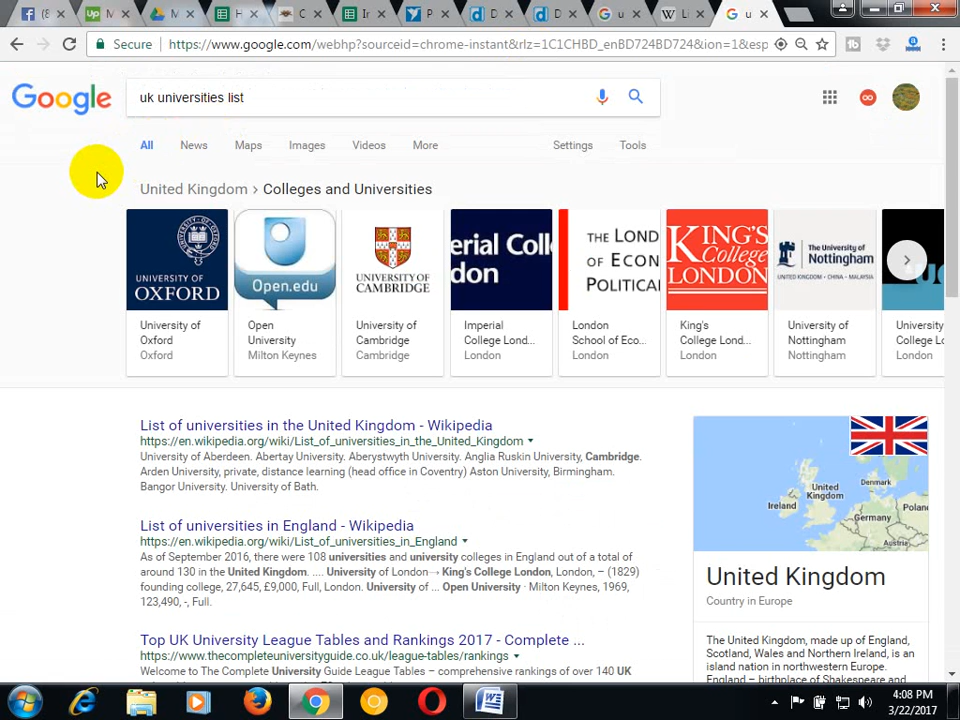 (8
Up M
M
H
C
In
P
D
D
u
W Li
G u
Secure https://www.google.com/webhp?sourceid=chrome-instant&rlz=1C1CHBD_enBD724BD724&ion=1&esp
Google uk universities list
All News Maps Images Videos More Settings Tools
United Kingdom › Colleges and Universities
UNIVERSITY OF
OXFORD
Open.edu
UNIVERSITY OF
CAMBRIDGE
erial Coll
ndon
THE LOND
OF ECON
POLITICAL
KING'S
College
LONDON
The University of
Nottingham
UNITED KINGDOM · CHINA · MALAYSIA
University of
Oxford
Oxford
Open
University
Milton Keynes
University of
Cambridge
Cambridge
Imperial
College Lond...
London
London
School of Eco...
London
King's
College Lond...
London
University of
Nottingham
Nottingham
University
College L
London
List of universities in the United Kingdom - Wikipedia
https://en.wikipedia.org/wiki/List_of_universities_in_the_United_Kingdom
University of Aberdeen. Abertay University. Aberystwyth University. Anglia Ruskin University, Cambridge.
Arden University, private, distance learning (head office in Coventry) Aston University, Birmingham.
Bangor University. University of Bath.
List of universities in England - Wikipedia
https://en.wikipedia.org/wiki/List_of_universities_in_England
As of September 2016, there were 108 universities and university colleges in England out of a total of
around 130 in the United Kingdom. .... University of London→ King's College London, London, – (1829)
founding college, 27,645, £9,000, Full, London. University of ... Open University · Milton Keynes, 1969,
123,490, -, Full.
Top UK University League Tables and Rankings 2017 - Complete ...
https://www.thecompleteuniversityguide.co.uk/league-tables/rankings
Welcome to The Complete University Guide League Tables – comprehensive rankings of over 140 UK
United
Kingdom
Ireland
Denmark
Germany
Poland
Austria
United Kingdom
Country in Europe
The United Kingdom, made up of England,
Scotland, Wales and Northern Ireland, is an
island nation in northwestern Europe.
England – birthplace of Shakespeare and
4:08 PM
3/22/2017